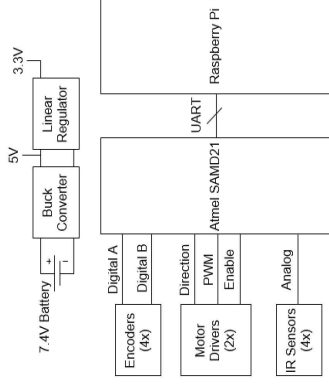 7.4V Battery
+
-
Buck
Converter
5V
Linear
Regulator
3.3V
Encoders
(4x)
Digital A
Digital B
Motor
Drivers
(2x)
Direction
PWM
Enable
IR Sensors
(4x)
Analog
Atmel SAMD21
UART
Raspberry Pi